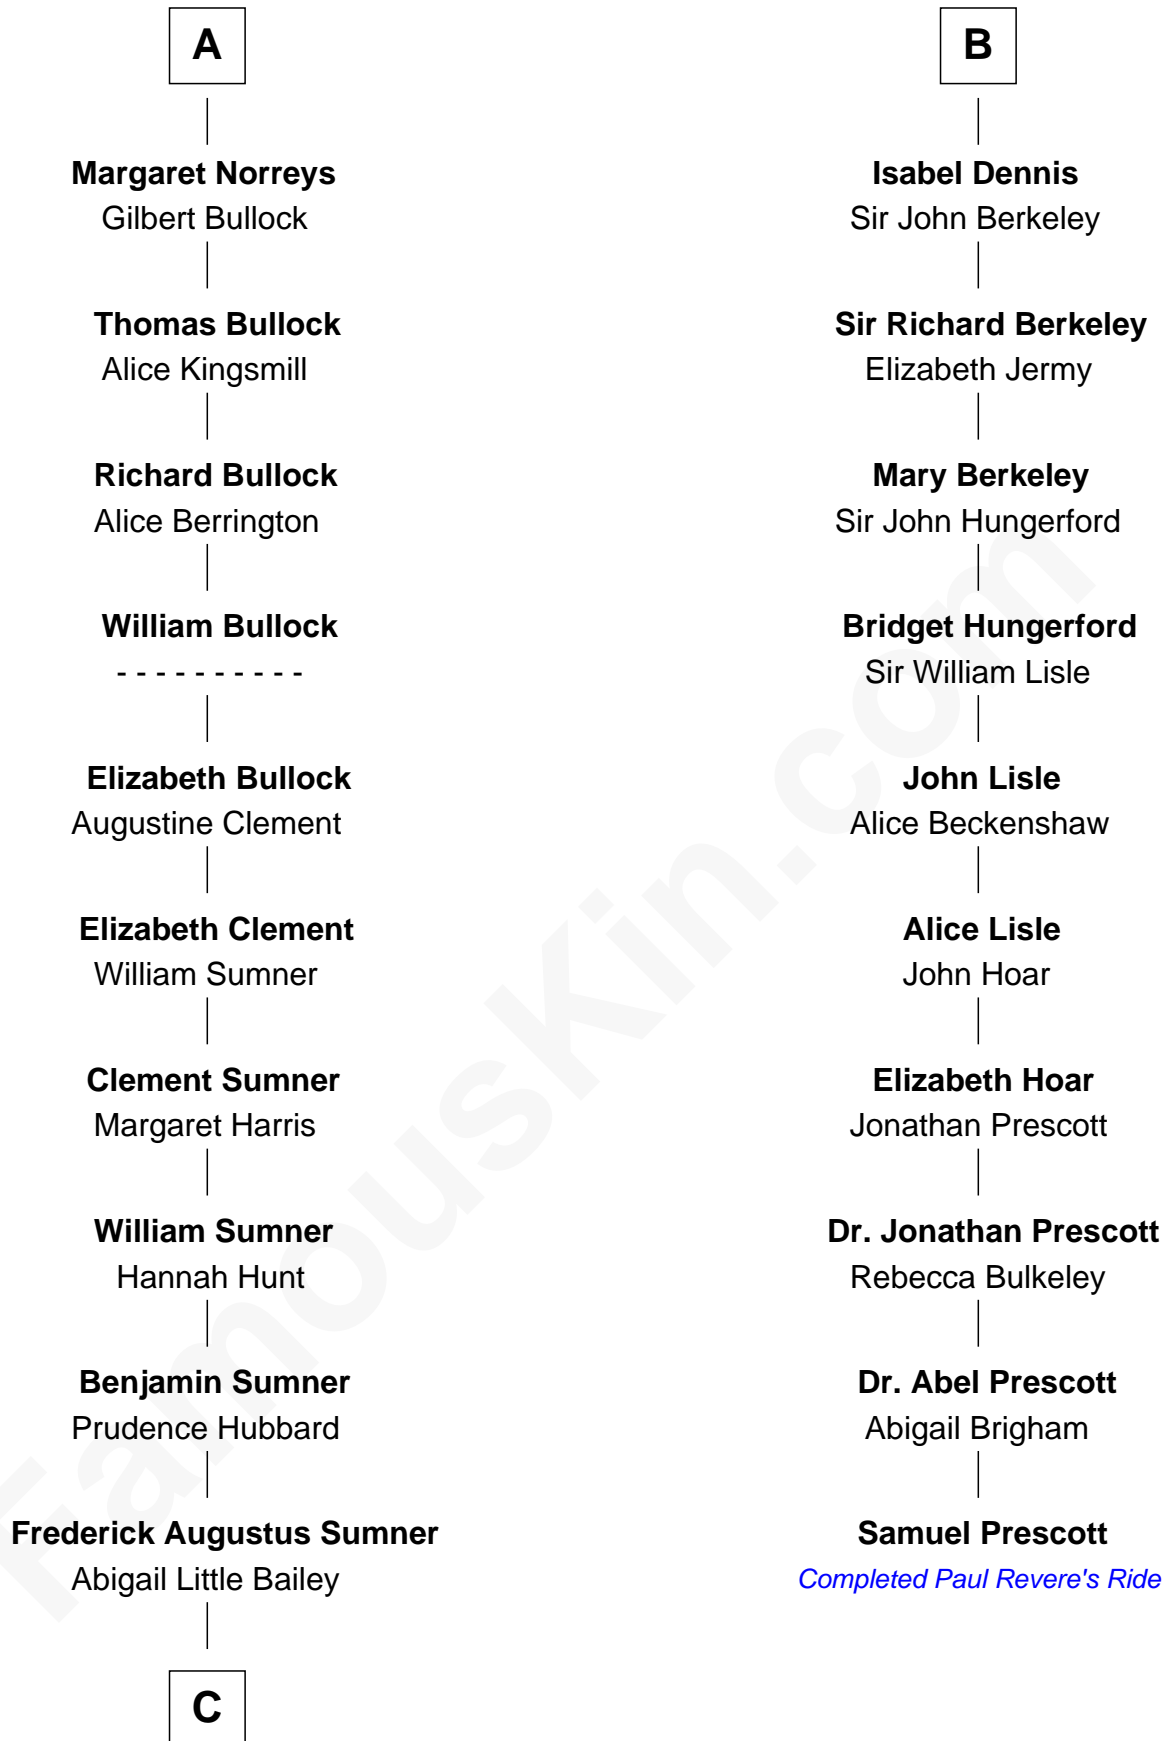 A
Margaret Norreys
Gilbert Bullock
Thomas Bullock
Alice Kingsmill
Richard Bullock
Alice Berrington
William Bullock
- - - - - - - - - -
Elizabeth Bullock
Augustine Clement
Elizabeth Clement
William Sumner
Clement Sumner
Margaret Harris
William Sumner
Hannah Hunt
Benjamin Sumner
Prudence Hubbard
Frederick Augustus Sumner
Abigail Little Bailey
C
B
Isabel Dennis
Sir John Berkeley
Sir Richard Berkeley
Elizabeth Jermy
Mary Berkeley
Sir John Hungerford
Bridget Hungerford
Sir William Lisle
John Lisle
Alice Beckenshaw
Alice Lisle
John Hoar
Elizabeth Hoar
Jonathan Prescott
Dr. Jonathan Prescott
Rebecca Bulkeley
Dr. Abel Prescott
Abigail Brigham
Samuel Prescott
Completed Paul Revere's Ride
FamousKin.com